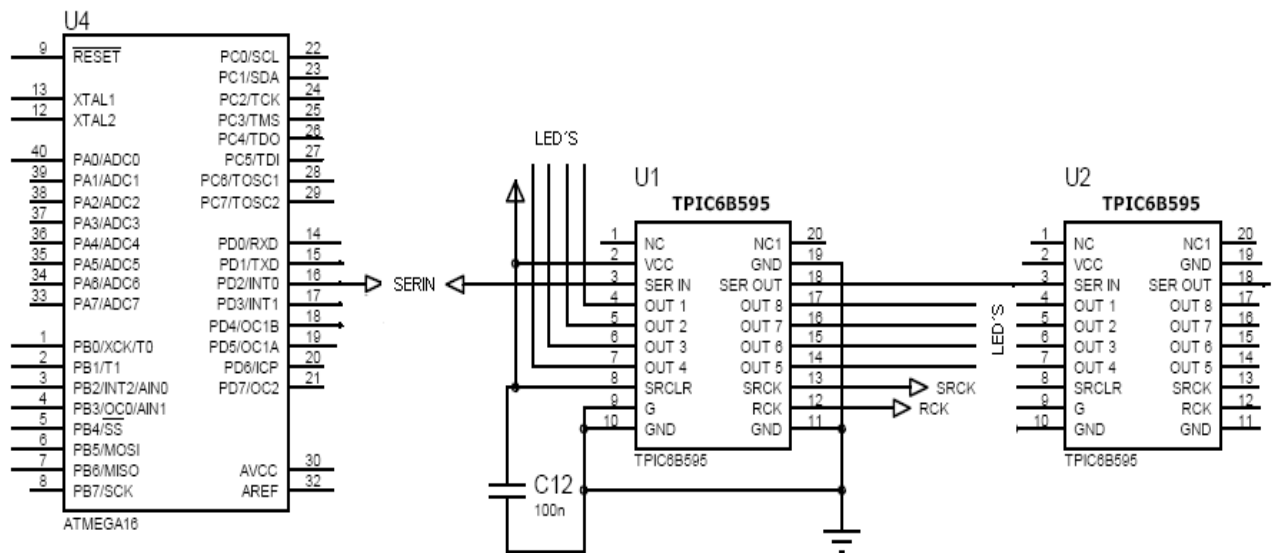 U4
9 RESET PC0/SCL 22
PC1/SDA 23
13 XTAL1 PC2/TCK 24
12 XTAL2 PC3/TMS 25
PC4/TDO 26
40 PA0/ADC0 PC5/TDI 27
39 PA1/ADC1 PC6/TOSC1 28
38 PA2/ADC2 PC7/TOSC2 29
37 PA3/ADC3
36 PA4/ADC4 PD0/RXD 14
35 PA5/ADC5 PD1/TXD 15
34 PA6/ADC6 PD2/INT0 16
33 PA7/ADC7 PD3/INT1 17
PD4/OC1B 18
1 PB0/XCK/T0 PD5/OC1A 19
2 PB1/T1 PD6/ICP 20
3 PB2/INT2/AIN0 PD7/OC2 21
4 PB3/OC0/AIN1
5 PB4/SS
6 PB5/MOSI
7 PB6/MISO AVCC 30
8 PB7/SCK AREF 32
ATMEGA16
SERIN
LED´S
C12
100n
U1
TPIC6B595
1 NC NC1 20
2 VCC GND 19
3 SER IN SER OUT 18
4 OUT 1 OUT 8 17
5 OUT 2 OUT 7 16
6 OUT 3 OUT 6 15
7 OUT 4 OUT 5 14
8 SRCLR SRCK 13
9 G RCK 12
10 GND GND 11
TPIC6B595
SRCK
RCK
LED´S
U2
TPIC6B595
1 NC NC1 20
2 VCC GND 19
3 SER IN SER OUT 18
4 OUT 1 OUT 8 17
5 OUT 2 OUT 7 16
6 OUT 3 OUT 6 15
7 OUT 4 OUT 5 14
8 SRCLR SRCK 13
9 G RCK 12
10 GND GND 11
TPIC6B595